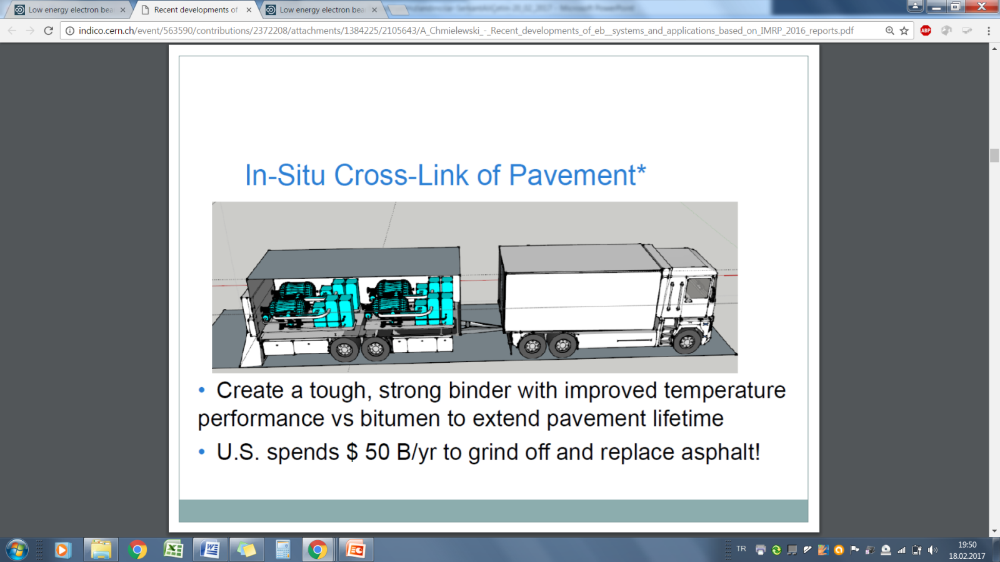 Low energy electron bea
Recent developments of
Low energy electron bea
indico.cern.ch/event/563590/contributions/2372208/attachments/1384225/2105643/A_Chmielewski_-_Recent_developments_of_eb__systems_and_applications_based_on_IMRP_2016_reports.pdf
ABP
In-Situ Cross-Link of Pavement*
• Create a tough, strong binder with improved temperature
performance vs bitumen to extend pavement lifetime
• U.S. spends $ 50 B/yr to grind off and replace asphalt!
TR
19:50
18.02.2017